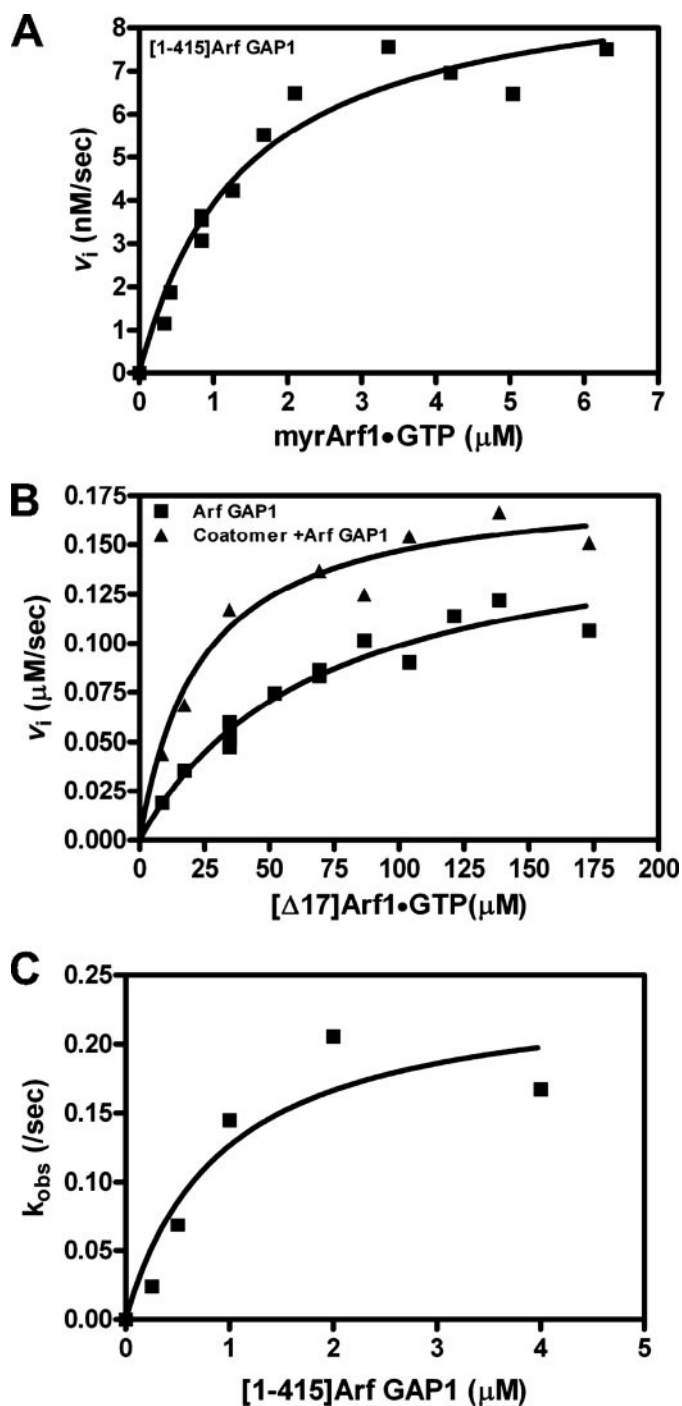 A
[1-415]Arf GAP1
8
7
6
5
4
3
2
1
0
vi (nM/sec)
0 1 2 3 4 5 6 7
myrArf1•GTP (μM)
B
Arf GAP1
Coatomer +Arf GAP1
0.175
0.150
0.125
0.100
0.075
0.050
0.025
0.000
vi (μM/sec)
0 25 50 75 100 125 150 175 200
[Δ17]Arf1•GTP(μM)
C
0.25
0.20
0.15
0.10
0.05
0.00
kobs (/sec)
0 1 2 3 4 5
[1-415]Arf GAP1 (μM)